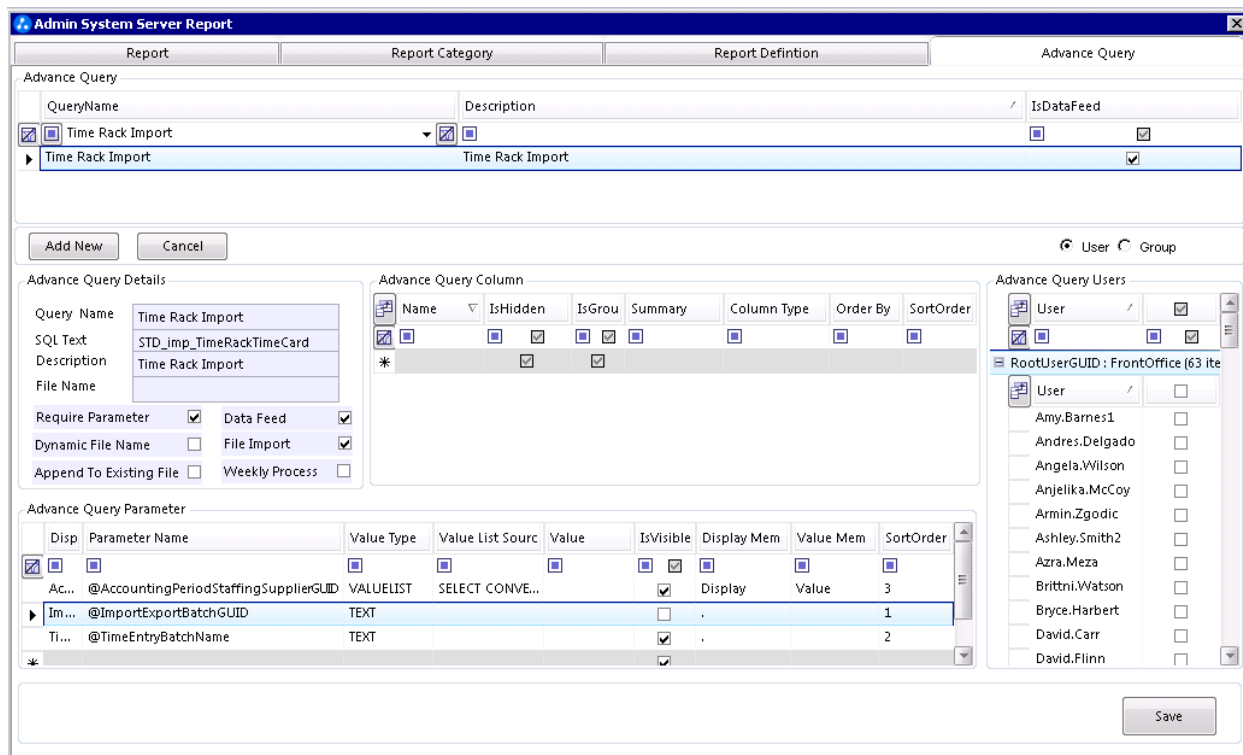 Admin System Server Report
Report Report Category Report Defintion Advance Query
Advance Query
QueryName Description IsDataFeed
Time Rack Import
Time Rack Import Time Rack Import
Add New Cancel User Group
Advance Query Details
Query Name Time Rack Import
SQL Text STD_imp_TimeRackTimeCard
Description Time Rack Import
File Name
Require Parameter Data Feed
Dynamic File Name File Import
Append To Existing File Weekly Process
Advance Query Column
Name IsHidden IsGrou Summary Column Type Order By SortOrder
Advance Query Users
User
RootUserGUID : FrontOffice (63 ite
User
Amy.Barnes1
Andres.Delgado
Angela.Wilson
Anjelika.McCoy
Armin.Zgodic
Ashley.Smith2
Azra.Meza
Brittni.Watson
Bryce.Harbert
David.Carr
David.Flinn
Advance Query Parameter
Disp Parameter Name Value Type Value List Sourc Value IsVisible Display Mem Value Mem SortOrder
Ac... @AccountingPeriodStaffingSupplierGUID VALUELIST SELECT CONVE... Display Value 3
Im... @ImportExportBatchGUID TEXT . 1
Ti... @TimeEntryBatchName TEXT . 2
Save